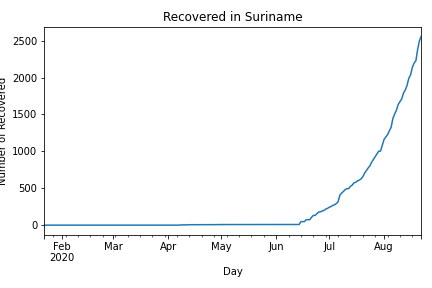 Recovered in Suriname
Number of Recovered
2500
2000
1500
1000
500
0
Feb Mar Apr May Jun Jul Aug
2020
Day